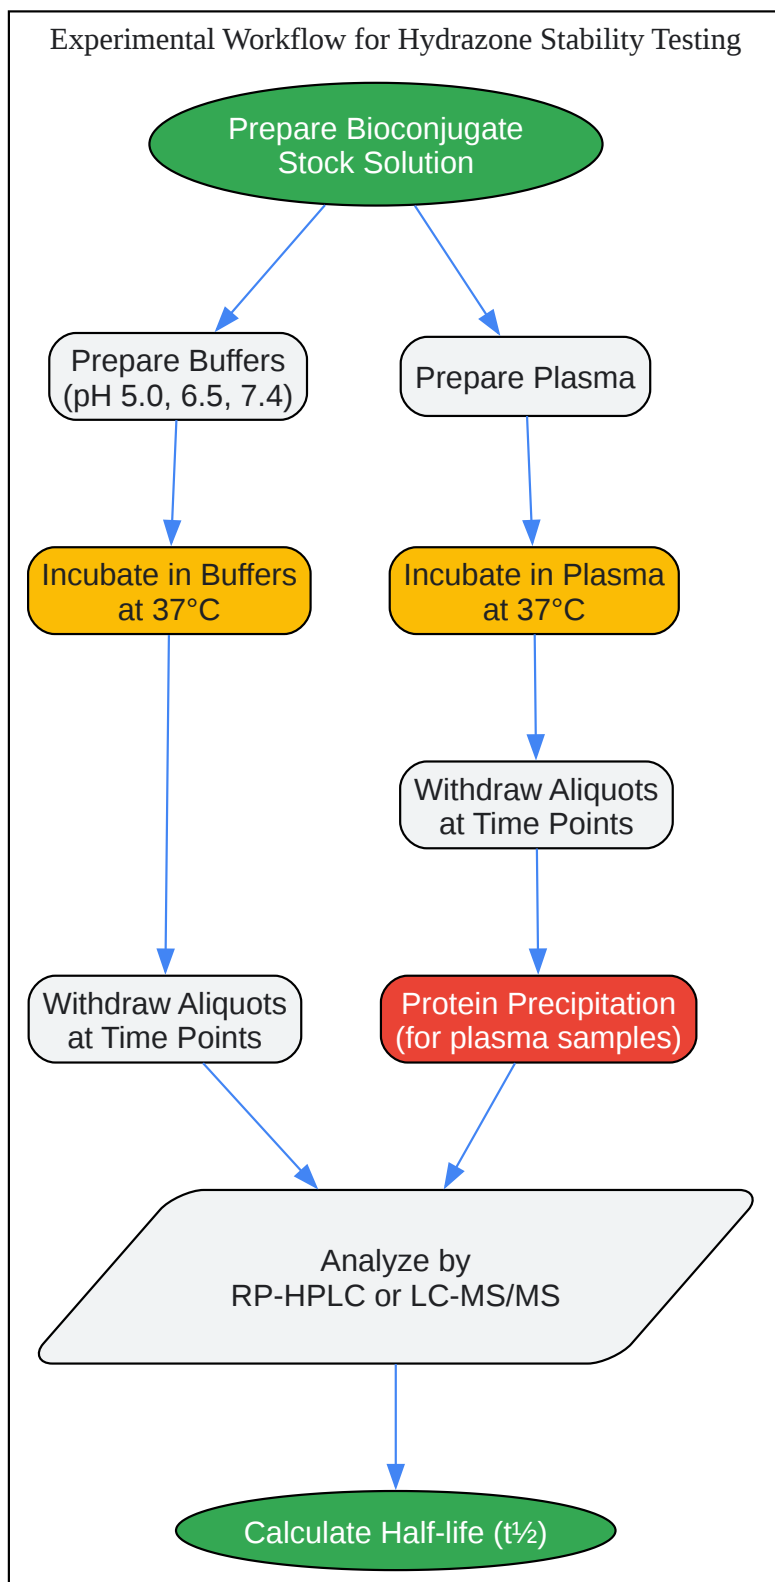 Experimental Workflow for Hydrazone Stability Testing
Prepare Bioconjugate
Stock Solution
Prepare Buffers
(pH 5.0, 6.5, 7.4)
Prepare Plasma
Incubate in Buffers
at 37°C
Incubate in Plasma
at 37°C
Withdraw Aliquots
at Time Points
Withdraw Aliquots
at Time Points
Protein Precipitation
(for plasma samples)
Analyze by
RP-HPLC or LC-MS/MS
Calculate Half-life (t½)